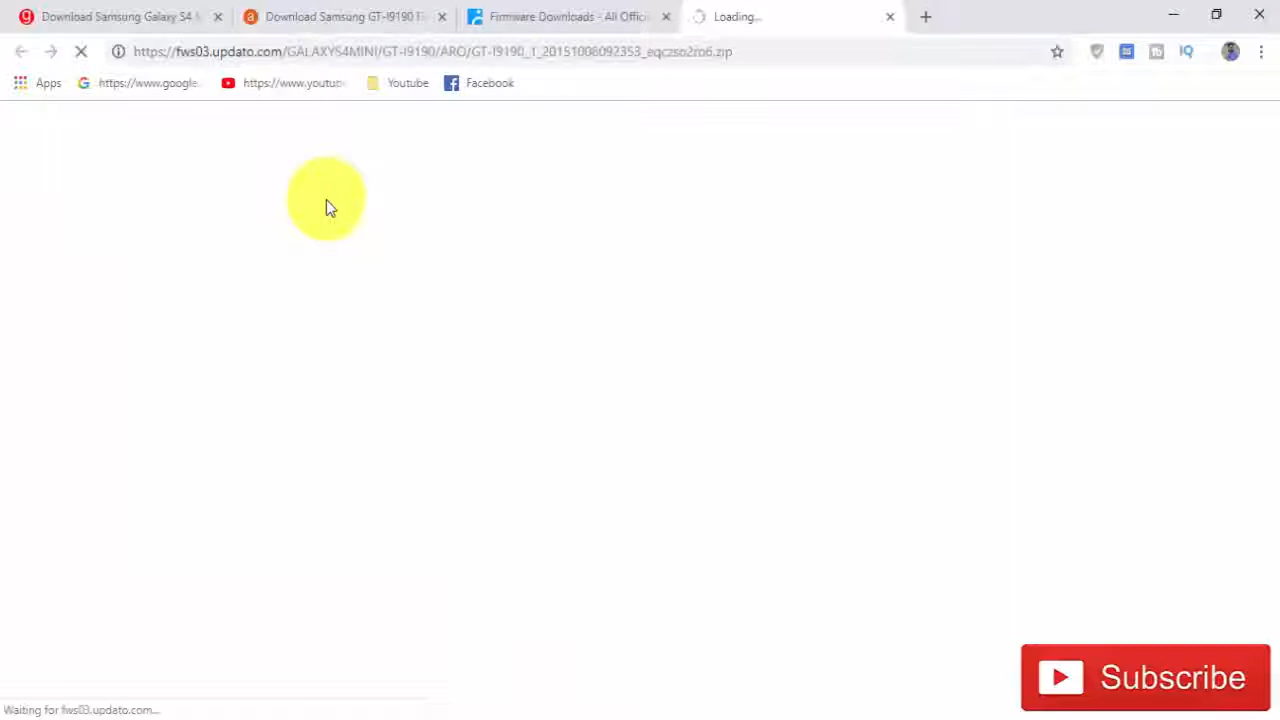 Download Samsung Galaxy S4 M
Download Samsung GT-I9190 Fi
Firmware Downloads - All Offici
Loading...
https://fws03.updato.com/GALAXYS4MINI/GT-I9190/ARO/GT-I9190_1_20151008092353_eqczso2ro6.zip
Apps
https://www.google.
https://www.youtube
Youtube
Facebook
Subscribe
Waiting for fws03.updato.com...